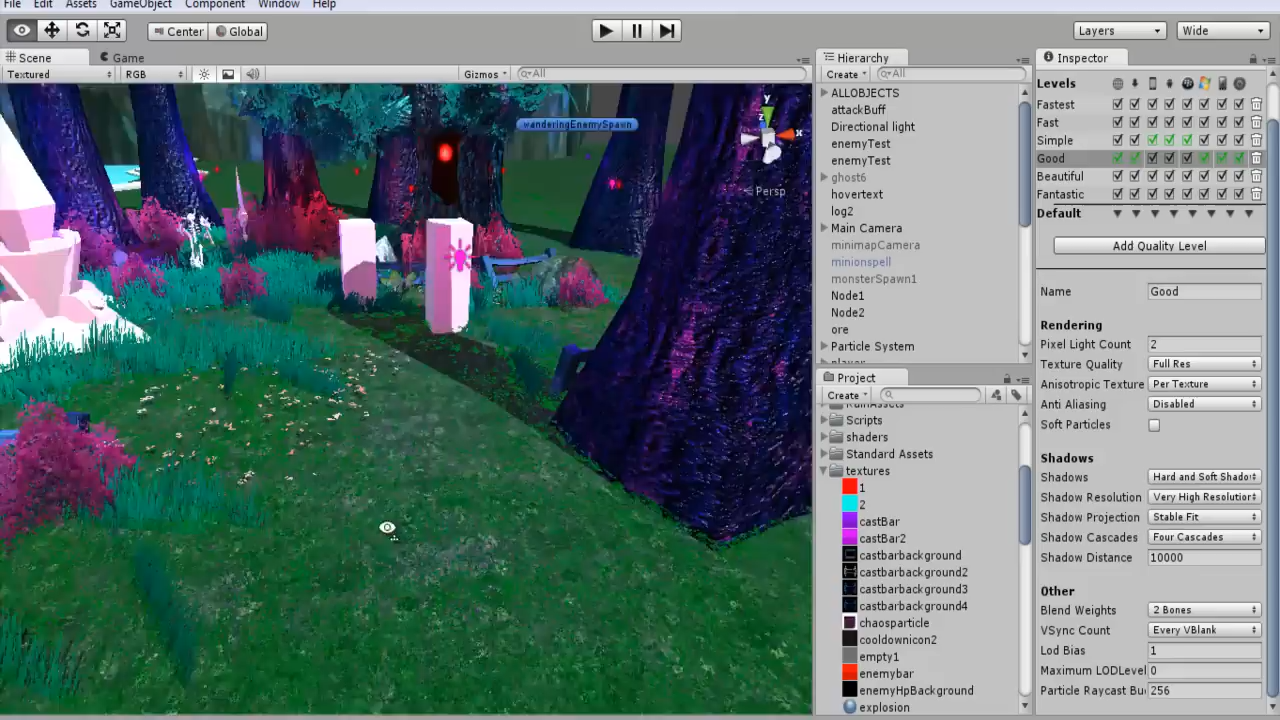 File Edit Assets GameObject Component Window Help
Center Global Layers Wide
Scene Game
Textured RGB Gizmos All
wanderingEnemySpawn
y
z
x
Persp
Hierarchy
Create All
ALLOBJECTS
attackBuff
Directional light
enemyTest
enemyTest
ghost6
hovertext
log2
Main Camera
minimapCamera
minionspell
monsterSpawn1
Node1
Node2
ore
Particle System
player
Project
Create
Scripts
shaders
Standard Assets
textures
1
2
castBar
castBar2
castbarbackground
castbarbackground2
castbarbackground3
castbarbackground4
chaosparticle
cooldownicon2
empty1
enemybar
enemyHpBackground
explosion
Inspector
Levels
Fastest
Fast
Simple
Good
Beautiful
Fantastic
Default
Add Quality Level
Name Good
Rendering
Pixel Light Count 2
Texture Quality Full Res
Anisotropic Texture Per Texture
Anti Aliasing Disabled
Soft Particles
Shadows
Shadows Hard and Soft Shado
Shadow Resolution Very High Resolution
Shadow Projection Stable Fit
Shadow Cascades Four Cascades
Shadow Distance 10000
Other
Blend Weights 2 Bones
VSync Count Every VBlank
Lod Bias 1
Maximum LODLevel 0
Particle Raycast Bu 256